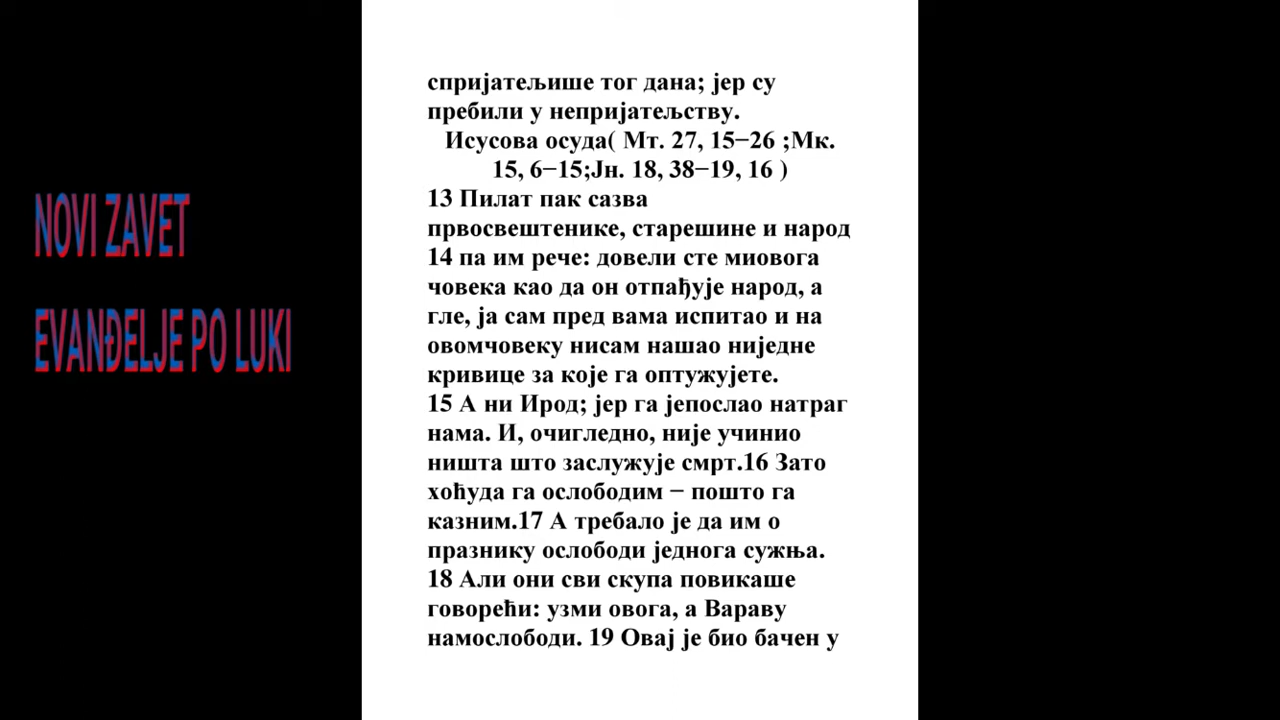 NOVI ZAVET
EVANĐELJE PO LUKI
спријатељише тог дана; јер су
пребили у непријатељству.
Исусова осуда( Мт. 27, 15−26 ;Мк.
15, 6−15;Јн. 18, 38−19, 16 )
13 Пилат пак сазва
првосвештенике, старешине и народ
14 па им рече: довели сте миовога
човека као да он отпађује народ, а
гле, ја сам пред вама испитао и на
овомчовеку нисам нашао ниједне
кривице за које га оптужујете.
15 А ни Ирод; јер га јепослао натраг
нама. И, очигледно, није учинио
ништа што заслужује смрт.16 Зато
хоћуда га ослободим − пошто га
казним.17 А требало је да им о
празнику ослободи једнога сужња.
18 Али они сви скупа повикаше
говорећи: узми овога, а Вараву
намослободи. 19 Овај је био бачен у